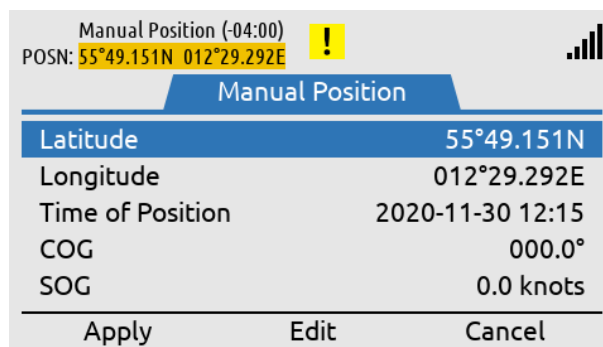 Manual Position (-04:00)
POSN: 55°49.151N 012°29.292E
!
Manual Position
Latitude 55°49.151N
Longitude 012°29.292E
Time of Position 2020-11-30 12:15
COG 000.0°
SOG 0.0 knots
Apply Edit Cancel